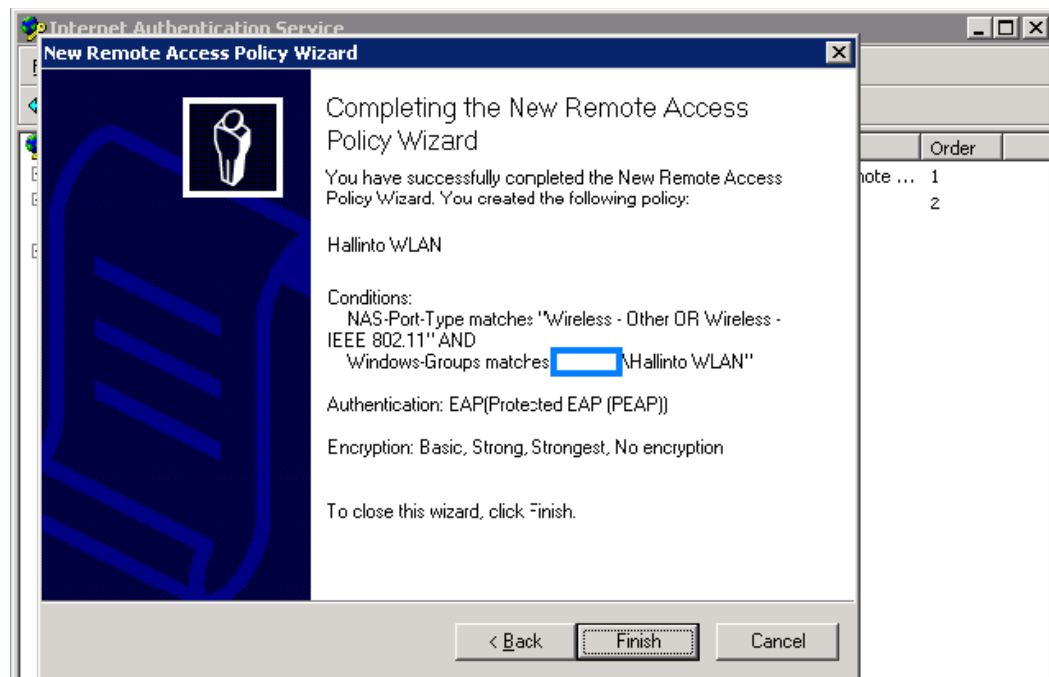 Internet Authentication Service
New Remote Access Policy Wizard
Completing the New Remote Access
Policy Wizard
Order
You have successfully completed the New Remote Access
Policy Wizard. You created the following policy:
note ... 1
2
Hallinto WLAN
Conditions:
NAS-Port-Type matches "Wireless - Other OR Wireless -
IEEE 802.11" AND
Windows-Groups matches \Hallinto WLAN"
Authentication: EAP(Protected EAP (PEAP))
Encryption: Basic, Strong, Strongest, No encryption
To close this wizard, click Finish.
< Back Finish Cancel